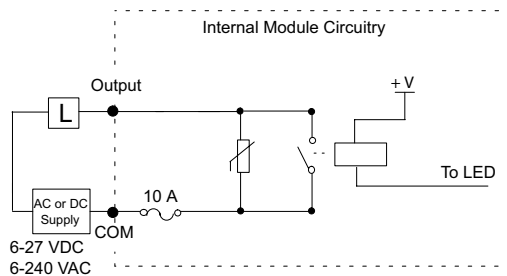 Internal Module Circuitry
Output
+ V
L
To LED
AC or DC
Supply
10 A
COM
6-27 VDC
6-240 VAC